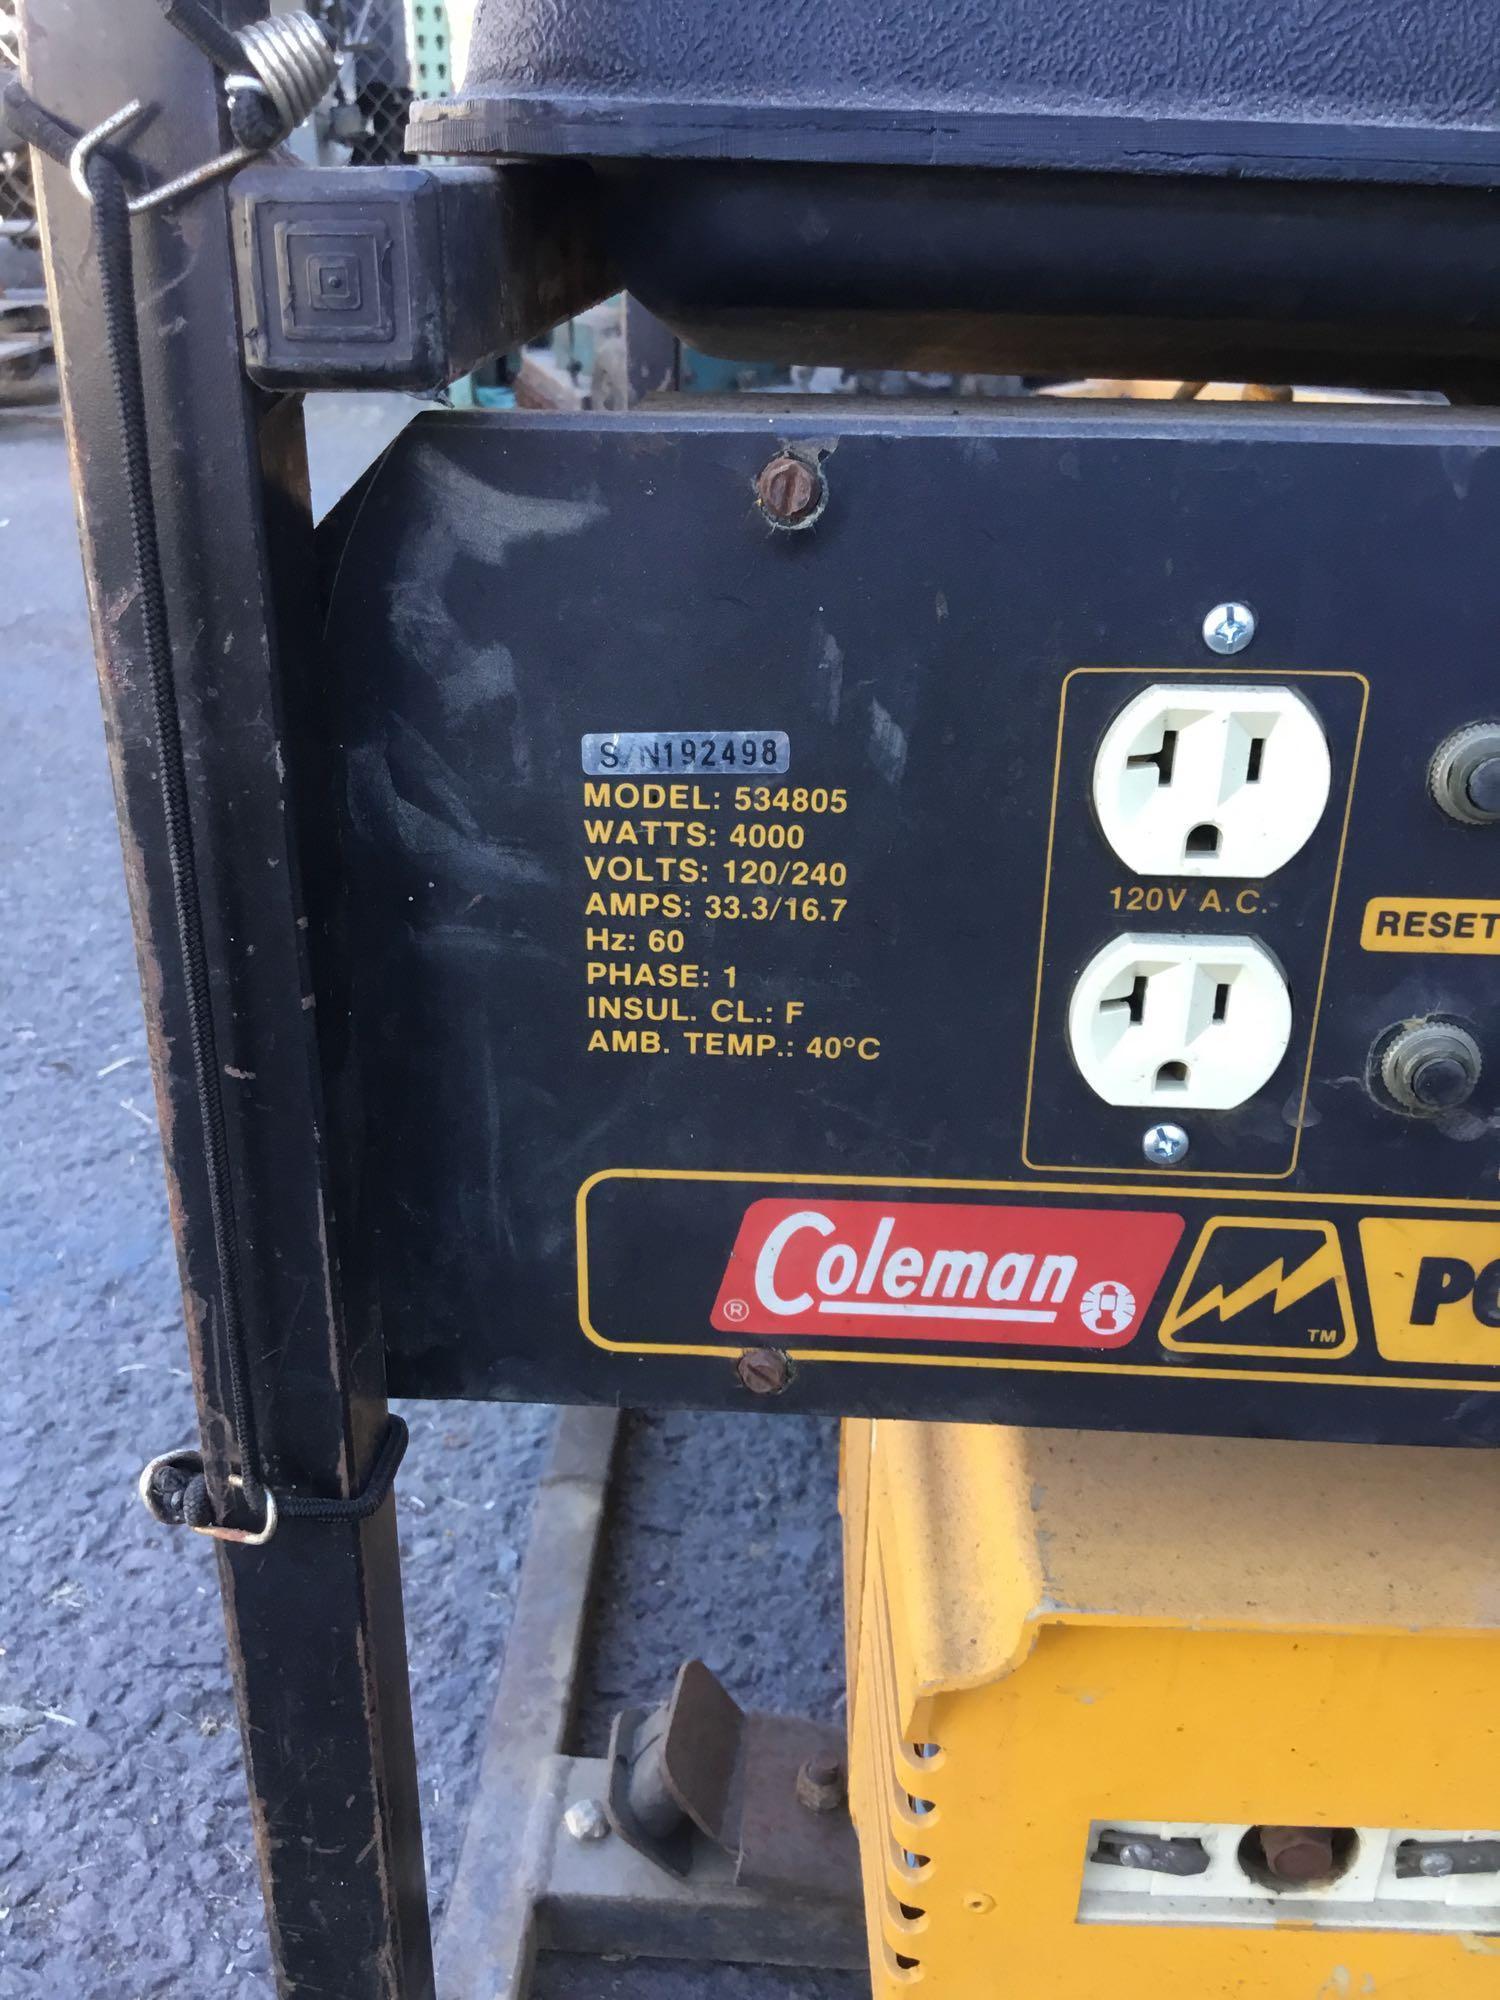 S/N192498
MODEL: 534805
WATTS: 4000
VOLTS: 120/240
AMPS: 33.3/16.7
Hz: 60
PHASE: 1
INSUL. CL.: F
AMB. TEMP.: 40°C
120V A.C.
RESET
® Coleman
TM